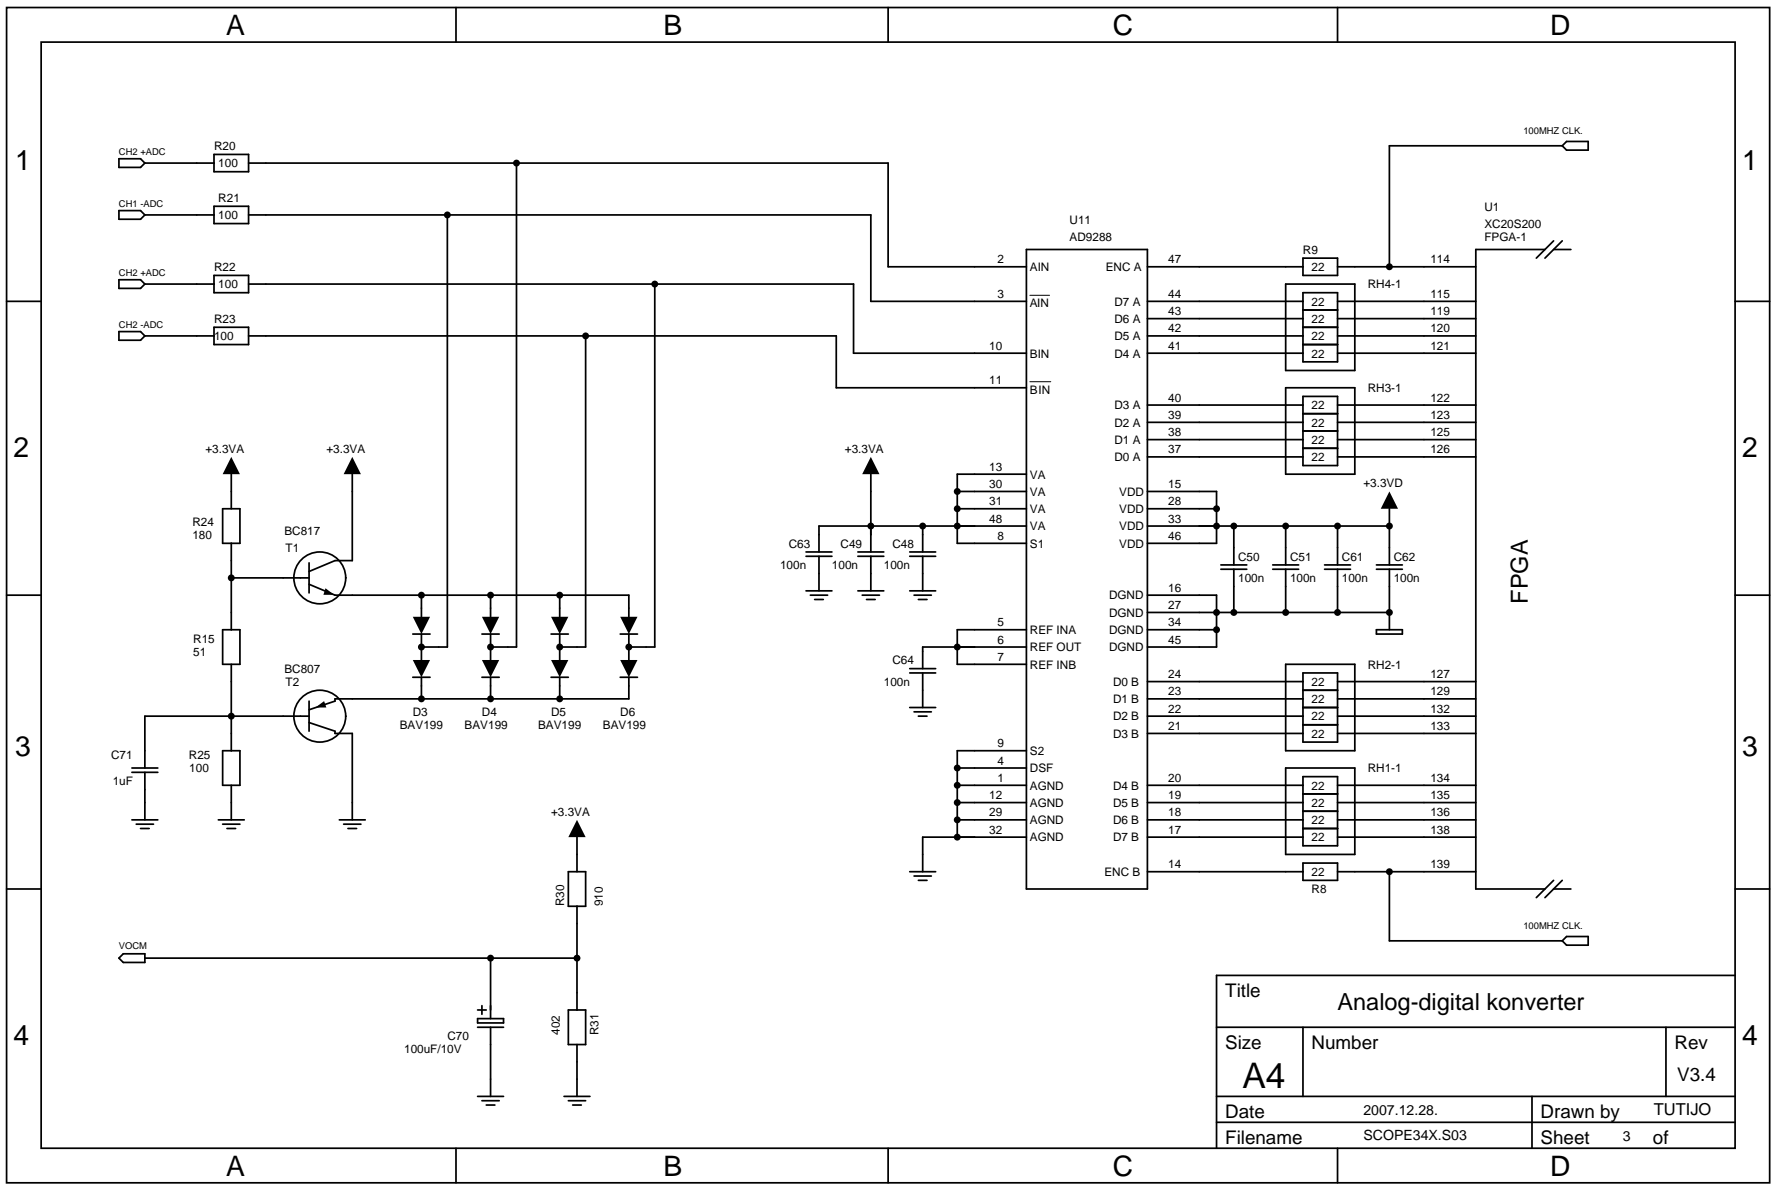 A B C D
1 1
2 2
3 3
4 4
A B C D
CH2 +ADC
R20
100
CH1 -ADC
R21
100
CH2 +ADC
R22
100
CH2 -ADC
R23
100
+3.3VA
+3.3VA
R24
180
BC817
T1
R15
51
BC807
T2
C71
1uF
R25
100
D3
BAV199
D4
BAV199
D5
BAV199
D6
BAV199
+3.3VA
R30
910
VOCM
+
C70
100uF/10V
402
R31
+3.3VA
C63
100n
C49
100n
C48
100n
C64
100n
U11
AD9288
2 AIN
3 AIN
10 BIN
11 BIN
13 VA
30 VA
31 VA
48 VA
8 S1
5 REF INA
6 REF OUT
7 REF INB
9 S2
4 DSF
1 AGND
12 AGND
29 AGND
32 AGND
100MHZ CLK.
U1
XC20S200
FPGA-1
R9
ENC A 47 22 114
RH4-1
D7 A 44 22 115
D6 A 43 22 119
D5 A 42 22 120
D4 A 41 22 121
RH3-1
D3 A 40 22 122
D2 A 39 22 123
D1 A 38 22 125
D0 A 37 22 126
+3.3VD
VDD 15
VDD 28
VDD 33
VDD 46
C50
100n
C51
100n
C61
100n
C62
100n
FPGA
DGND 16
DGND 27
DGND 34
DGND 45
RH2-1
D0 B 24 22 127
D1 B 23 22 129
D2 B 22 22 132
D3 B 21 22 133
RH1-1
D4 B 20 22 134
D5 B 19 22 135
D6 B 18 22 136
D7 B 17 22 138
ENC B 14 22 139
R8
100MHZ CLK.
Title
Analog-digital konverter
Size
A4
Number
Rev
V3.4
Date 2007.12.28.
Drawn by TUTIJO
Filename SCOPE34X.S03
Sheet 3 of